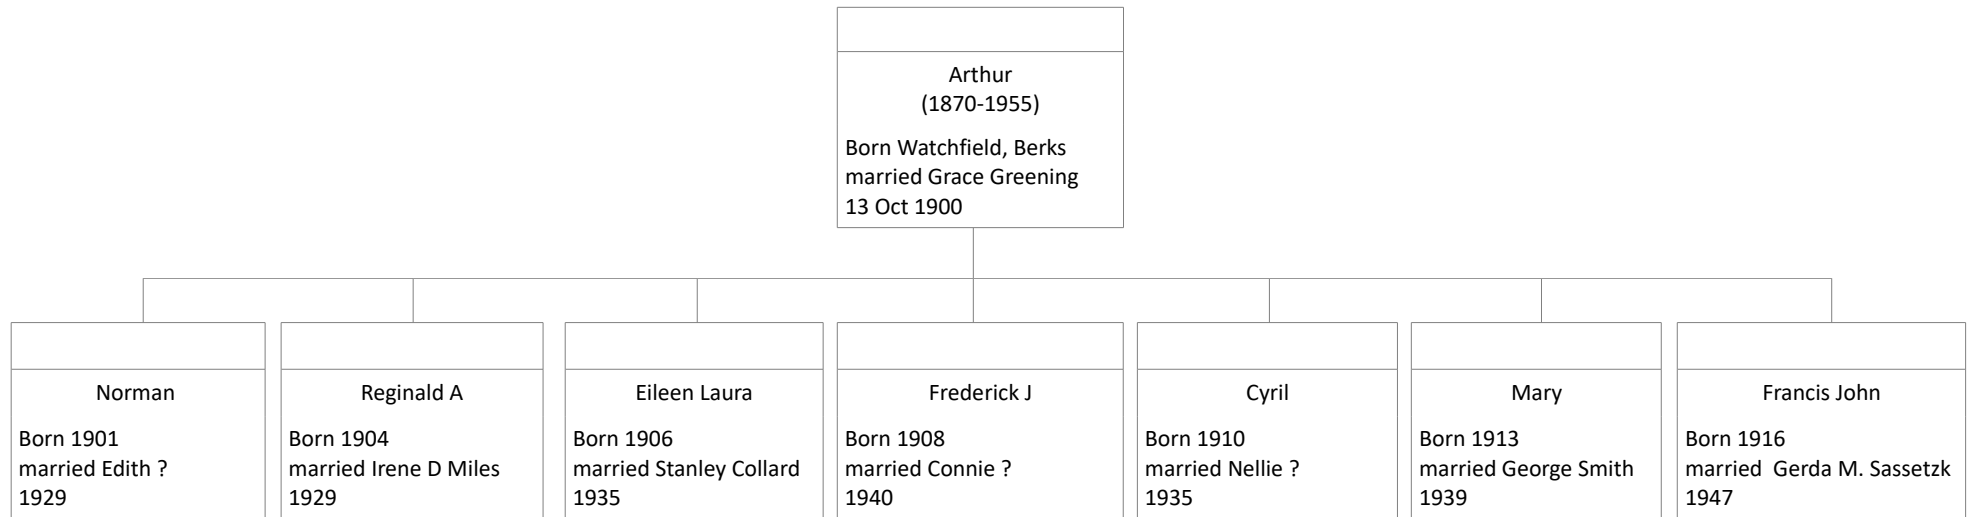 Arthur
(1870-1955)
Born Watchfield, Berks
married Grace Greening
13 Oct 1900
Norman
Born 1901
married Edith ?
1929
Reginald A
Born 1904
married Irene D Miles
1929
Eileen Laura
Born 1906
married Stanley Collard
1935
Frederick J
Born 1908
married Connie ?
1940
Cyril
Born 1910
married Nellie ?
1935
Mary
Born 1913
married George Smith
1939
Francis John
Born 1916
married  Gerda M. Sassetzk
1947